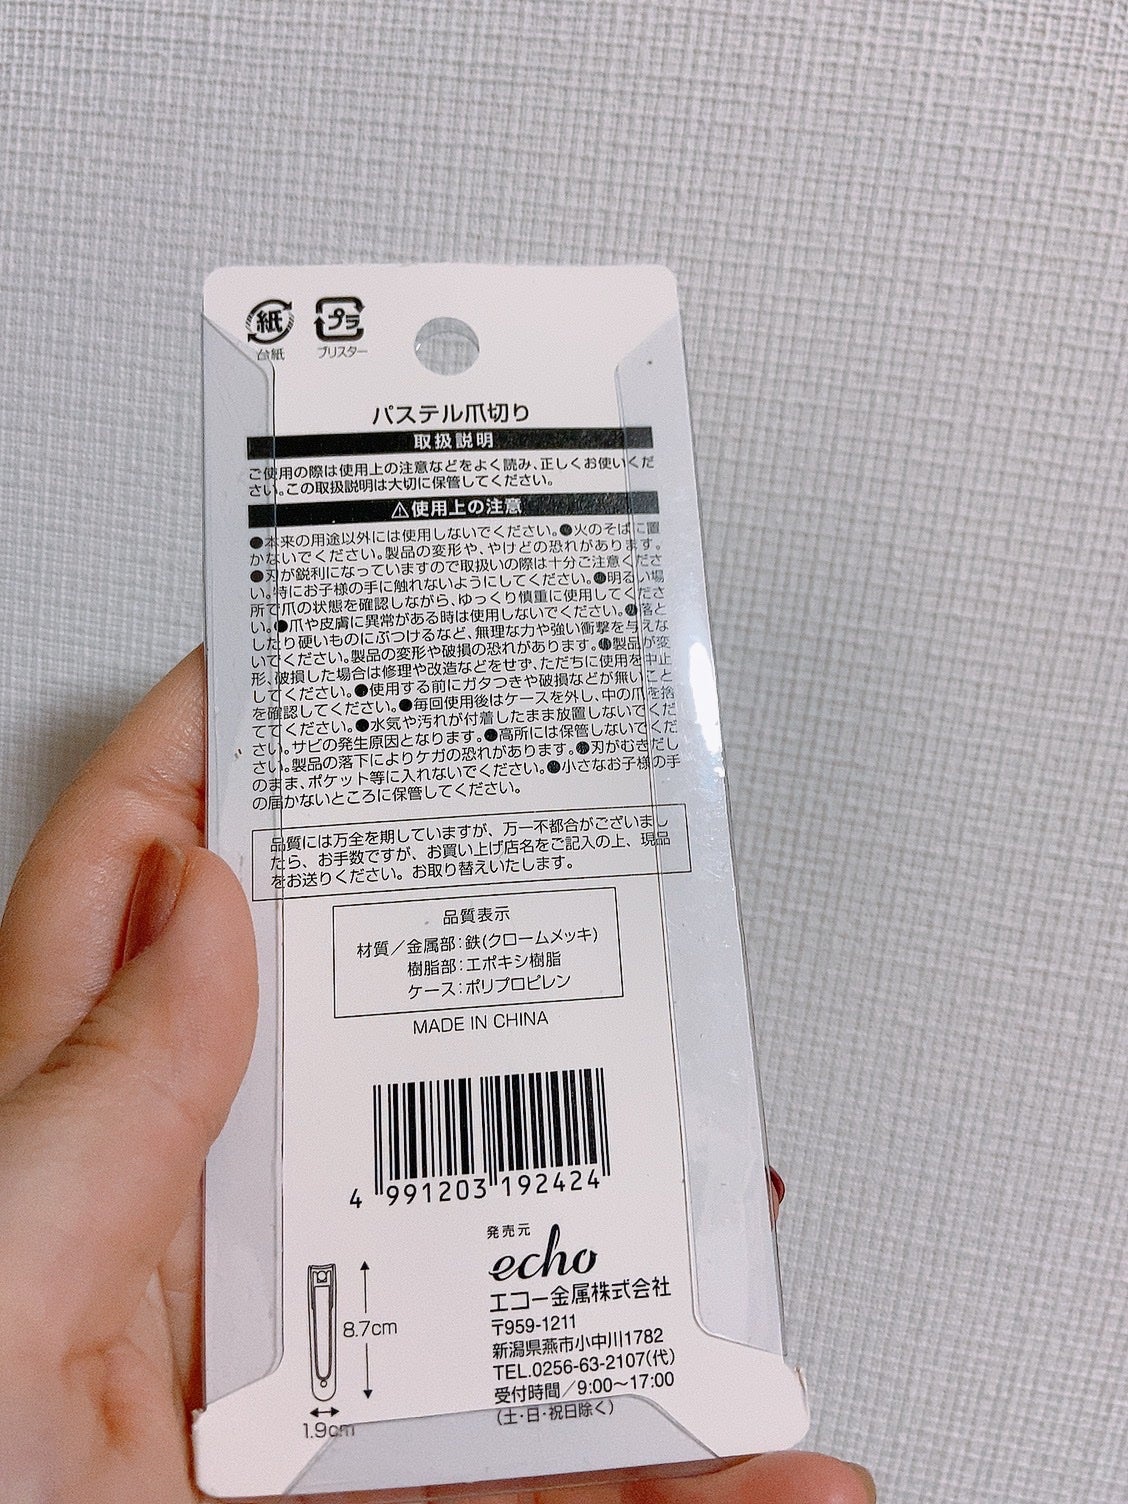 紙
プラ
台紙
ブリスター
パステル爪切り
取扱説明
ご使用の際は使用上の注意などをよく読み、正しくお使いくだ
さい。この取扱説明は大切に保管してください。
⚠使用上の注意
●本来の用途以外には使用しないでください。●火のそばに置
かないでください。製品の変形や、やけどの恐れがあります。
●刃が鋭利になっていますので取扱いの際は十分ご注意くださ
い。特にお子様の手に触れないようにしてください。●明るい場
所で爪の状態を確認しながら、ゆっくり慎重に使用してくださ
い。●爪や皮膚に異常がある時は使用しないでください。●落と
したり硬いものにぶつけるなど、無理な力や強い衝撃を与えな
いでください。製品の変形や破損の恐れがあります。●製品が変
形、破損した場合は修理や改造などをせず、ただちに使用を中止
してください。●使用する前にガタつきや破損などが無いこと
を確認してください。●毎回使用後はケースを外し、中の爪を捨
ててください。●水気や汚れが付着したまま放置しないでくだ
さい。サビの発生原因となります。●高所には保管しないでくだ
さい。製品の落下によりケガの恐れがあります。●刃がむきだし
のまま、ポケット等に入れないでください。●小さなお子様の手
の届かないところに保管してください。
品質には万全を期していますが、万一不都合がございまし
たら、お手数ですが、お買い上げ店名をご記入の上、現品
をお送りください。お取り替えいたします。
品質表示
材質／金属部:鉄(クロームメッキ)
樹脂部:エポキシ樹脂
ケース:ポリプロピレン
MADE IN CHINA
4 991203 192424
発売元
echo
エコー金属株式会社
〒959-1211
新潟県燕市小中川1782
TEL.0256-63-2107(代)
受付時間／9:00〜17:00
(土・日・祝日除く)
8.7cm
1.9cm